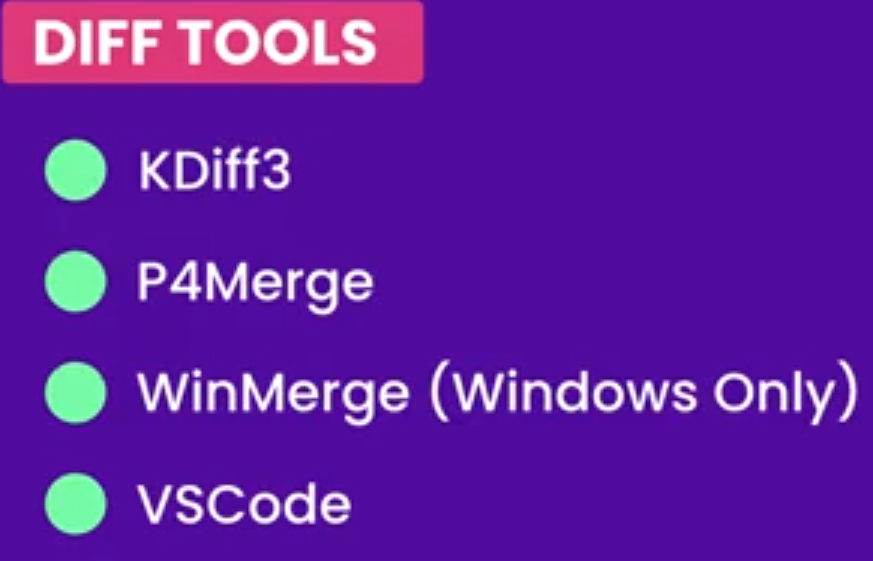 DIFF TOOLS
KDiff3
P4Merge
WinMerge (Windows Only)
VSCode